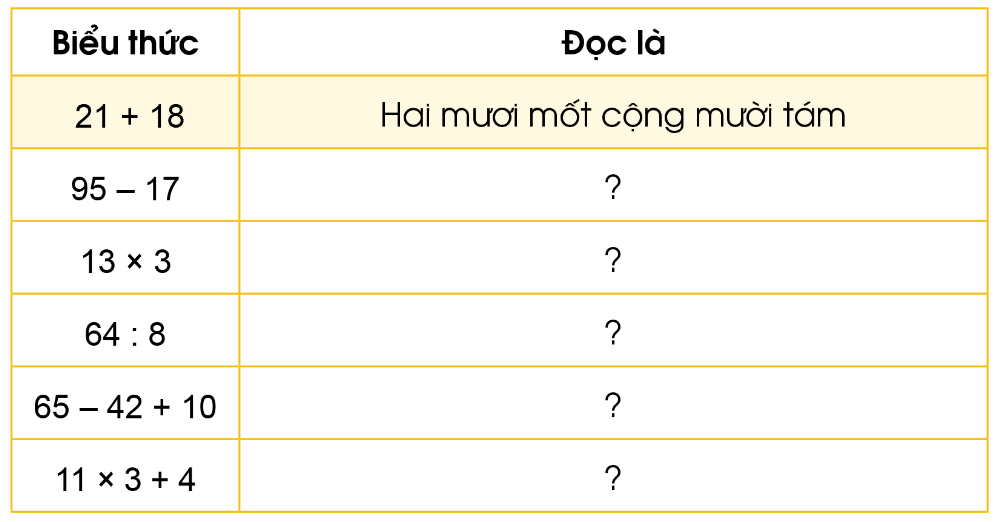 Biểu thức Đọc là
21 + 18 Hai mươi mốt cộng mười tám
95 – 17 ?
13 × 3 ?
64 : 8 ?
65 – 42 + 10 ?
11 × 3 + 4 ?